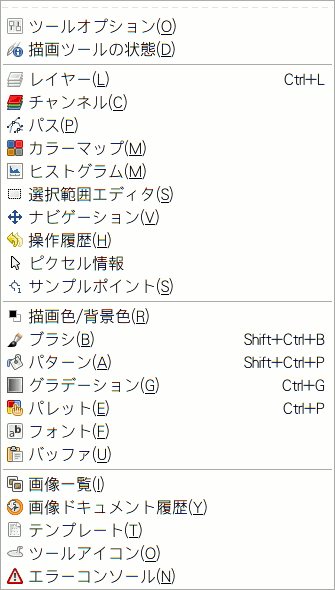 ツールオプション(O)
描画ツールの状態(D)
レイヤー(L) Ctrl+L
チャンネル(C)
パス(P)
カラーマップ(M)
ヒストグラム(M)
選択範囲エディタ(S)
ナビゲーション(V)
操作履歴(H)
ピクセル情報
サンプルポイント(S)
描画色/背景色(R)
ブラシ(B) Shift+Ctrl+B
パターン(A) Shift+Ctrl+P
グラデーション(G) Ctrl+G
パレット(E) Ctrl+P
フォント(F)
バッファ(U)
画像一覧(I)
画像ドキュメント履歴(Y)
テンプレート(T)
ツールアイコン(O)
エラーコンソール(N)